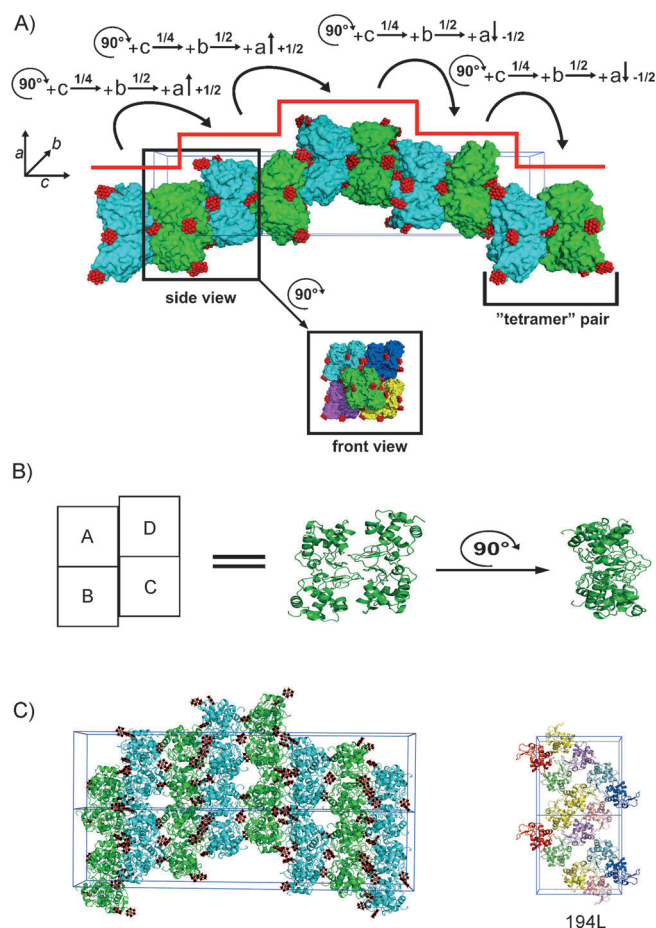 A)
90° +c 1/4 +b 1/2 +a +1/2
90° +c 1/4 +b 1/2 +a -1/2
90° +c 1/4 +b 1/2 +a +1/2
90° +c 1/4 +b 1/2 +a -1/2
a
b
c
side view
90°
"tetramer" pair
front view
B)
A
D
B
C
90°
C)
194L